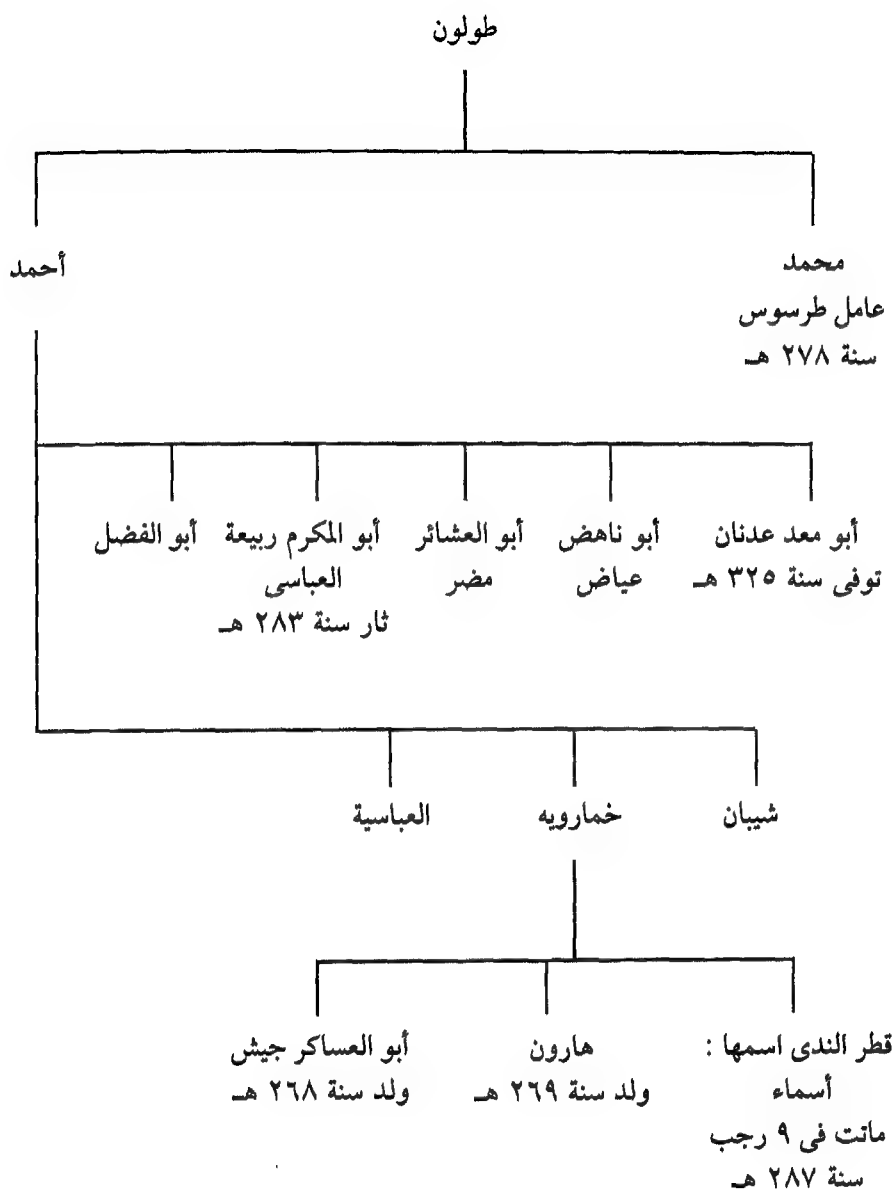 طولون
محمد
عامل طرسوس
سنة ٢٧٨ هـ
أحمد
أبو معد عدنان
توفى سنة ٣٢٥ هـ
أبو ناهض
عياض
أبو العشائر
مضر
أبو المكرم ربيعة
العباسى
ثار سنة ٢٨٣ هـ
أبو الفضل
شيبان
خمارويه
العباسية
قطر الندى اسمها :
أسماء
ماتت فى ٩ رجب
سنة ٢٨٧ هـ
هارون
ولد سنة ٢٦٩ هـ
أبو العساكر جيش
ولد سنة ٢٦٨ هـ